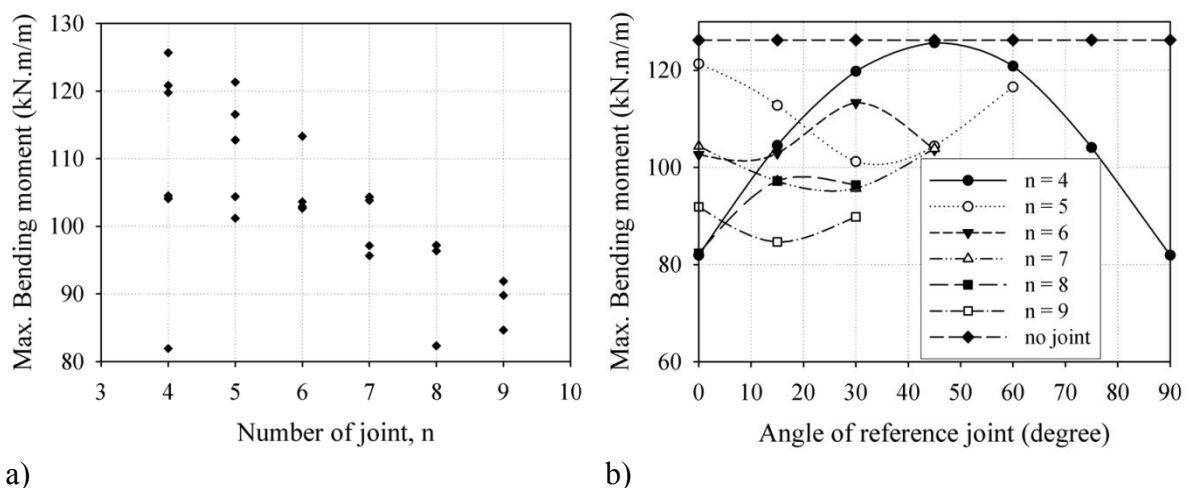 Max. Bending moment (kN.m/m)
130
120
110
100
90
80
3 4 5 6 7 8 9 10
Number of joint, n
a)
Max. Bending moment (kN.m/m)
120
100
80
60
n = 4
n = 5
n = 6
n = 7
n = 8
n = 9
no joint
0 10 20 30 40 50 60 70 80 90
Angle of reference joint (degree)
b)